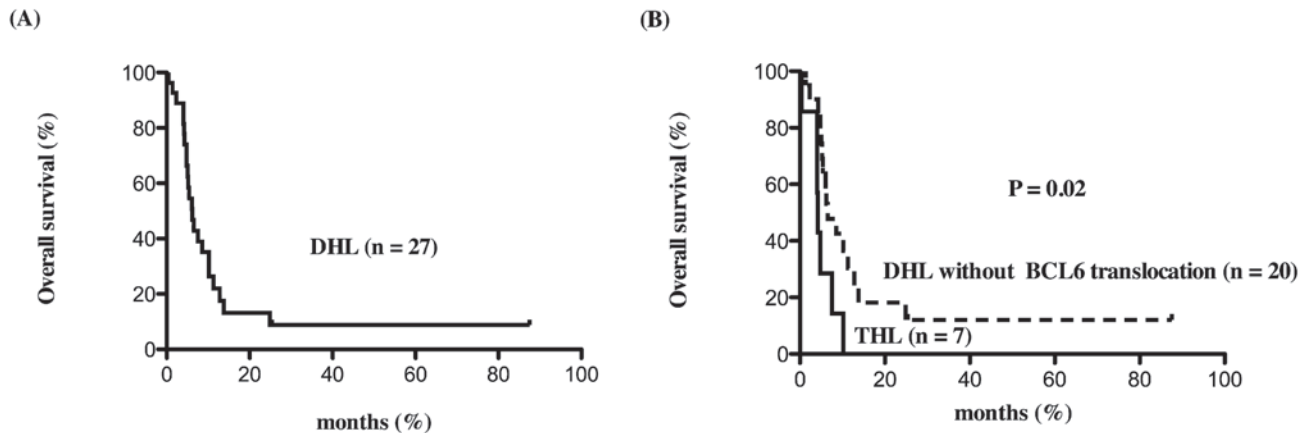 (A)
100
80
60
40
20
0
Overall survival (%)
DHL (n = 27)
0 20 40 60 80 100
months (%)
(B)
100
80
60
40
20
0
Overall survival (%)
P = 0.02
DHL without BCL6 translocation (n = 20)
THL (n = 7)
0 20 40 60 80 100
months (%)